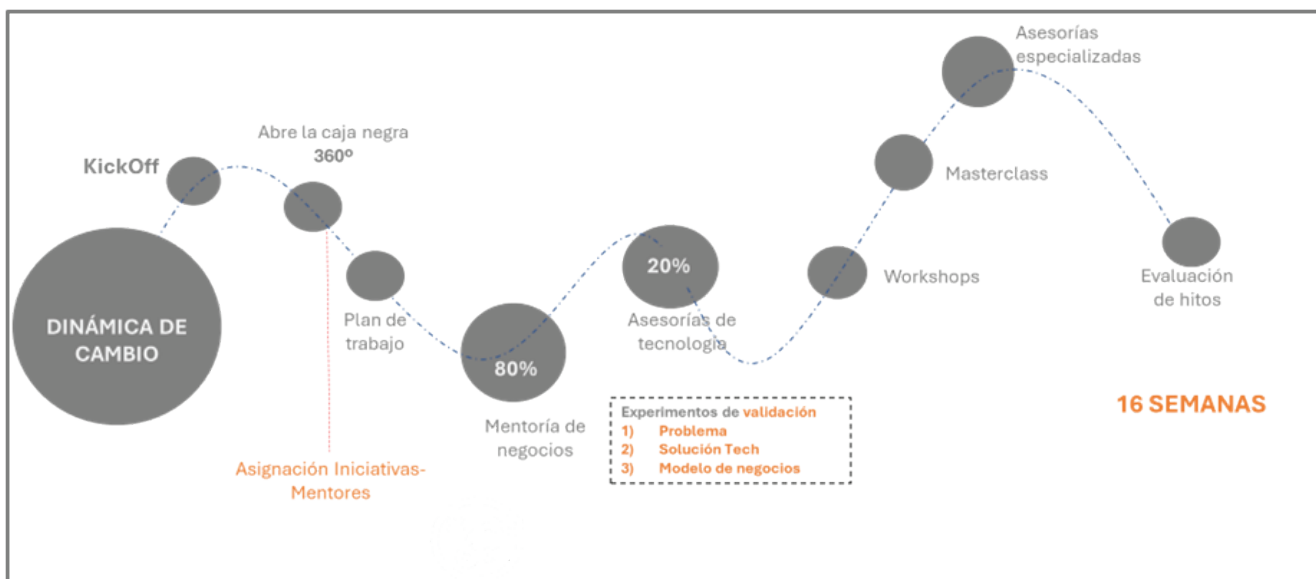 DINÁMICA DE
CAMBIO
KickOff
Abre la caja negra
360º
Asignación Iniciativas-
Mentores
Plan de
trabajo
80%
Mentoría de
negocios
20%
Asesorías de
tecnología
Experimentos de validación
1) Problema
2) Solución Tech
3) Modelo de negocios
Workshops
Masterclass
Asesorías
especializadas
Evaluación
de hitos
16 SEMANAS